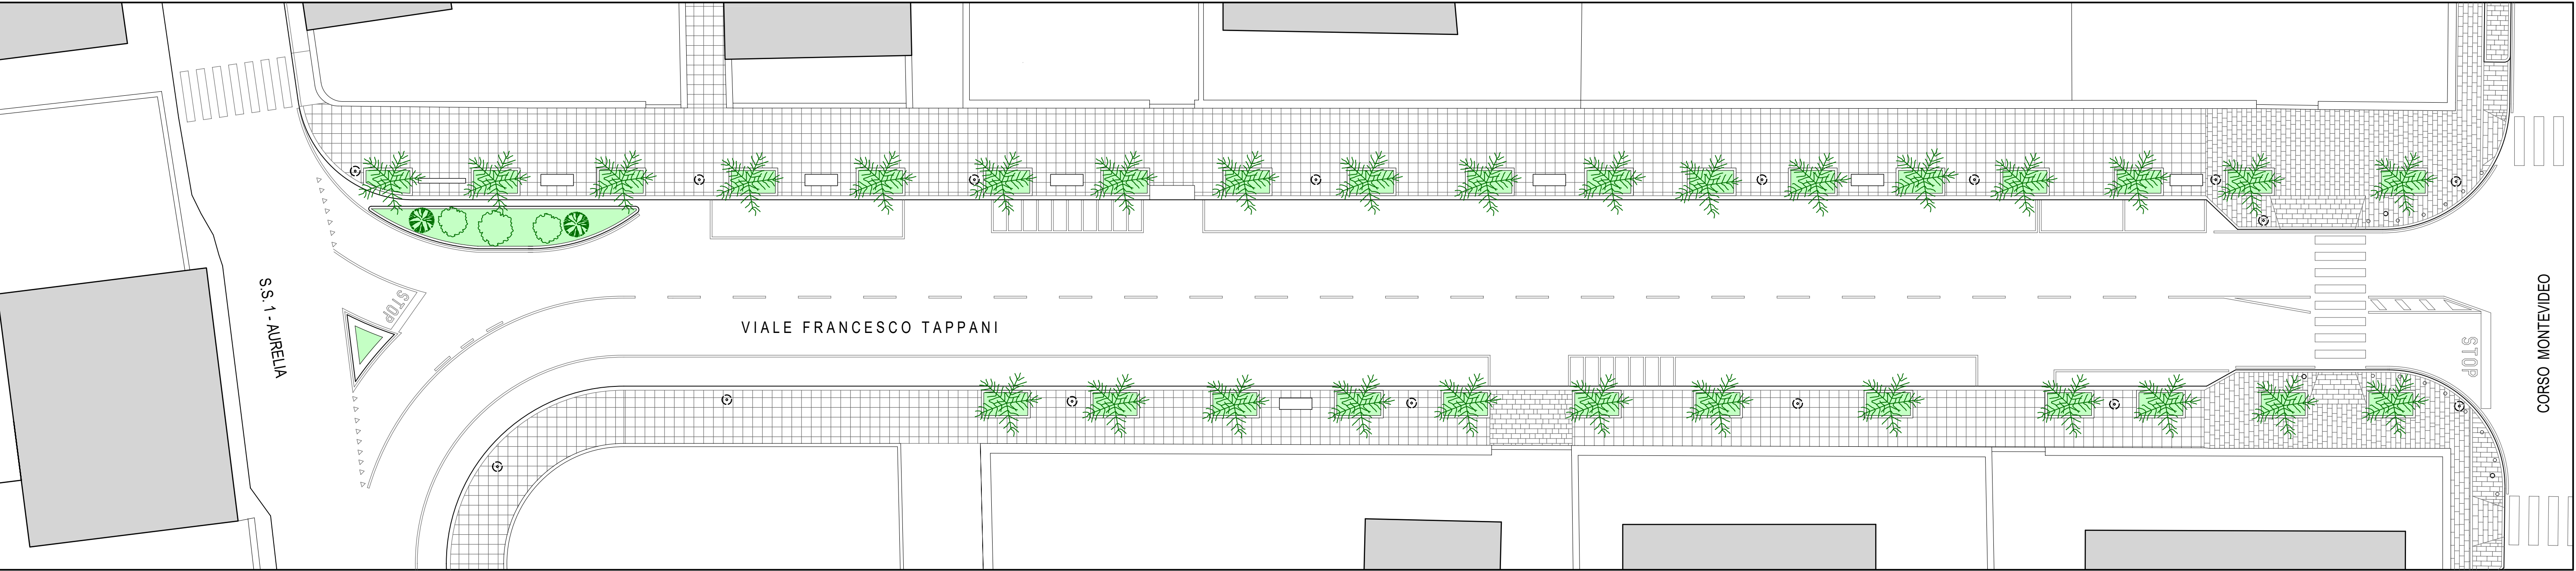 S.S. 1 - AURELIA
STOP
VIALE FRANCESCO TAPPANI
STOP
CORSO MONTEVIDEO